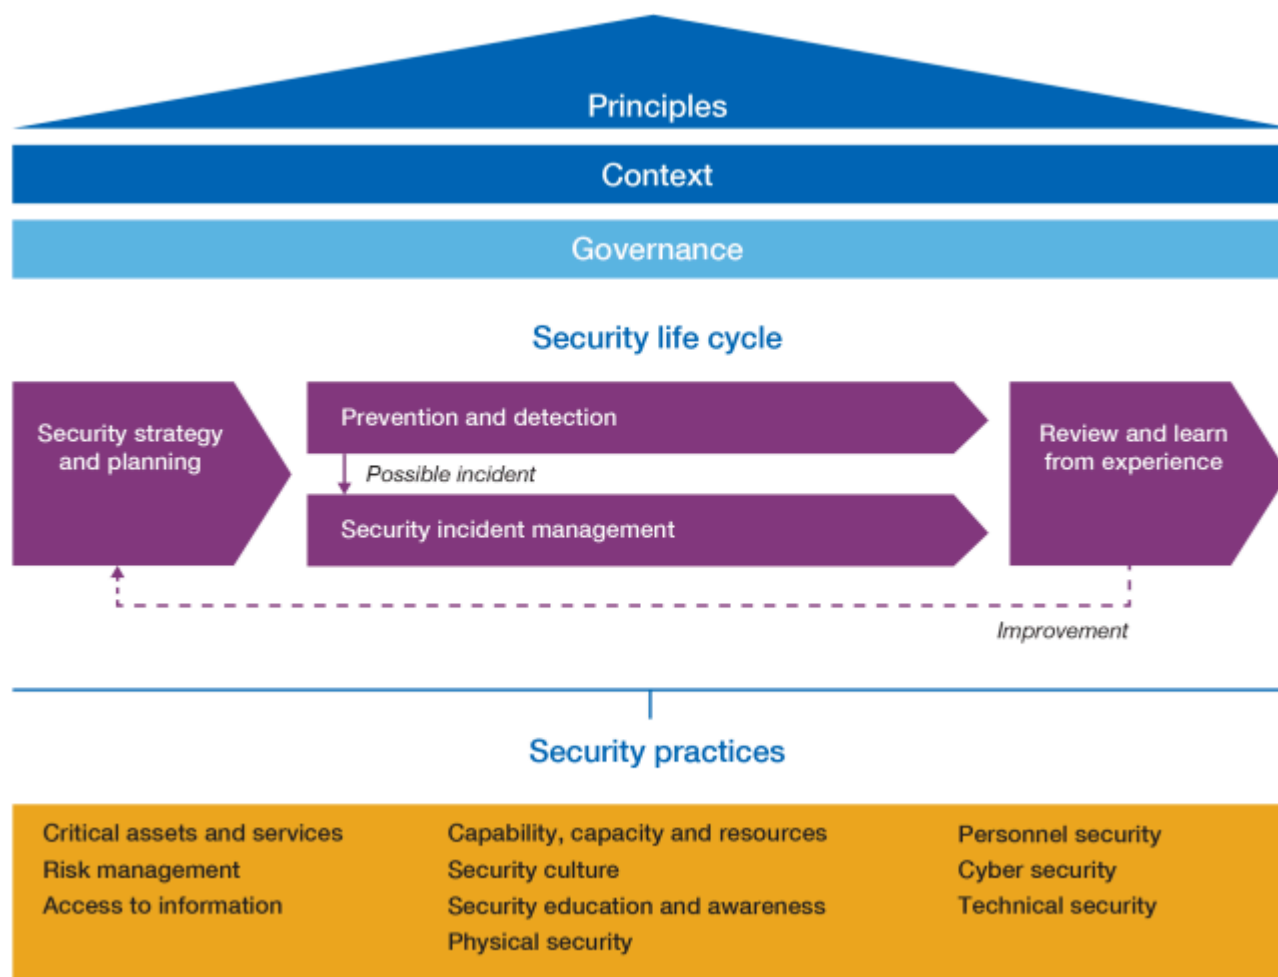 Principles
Context
Governance
Security life cycle
Security strategy
and planning
Prevention and detection
Possible incident
Security incident management
Review and learn
from experience
Improvement
Security practices
Critical assets and services
Risk management
Access to information
Capability, capacity and resources
Security culture
Security education and awareness
Physical security
Personnel security
Cyber security
Technical security